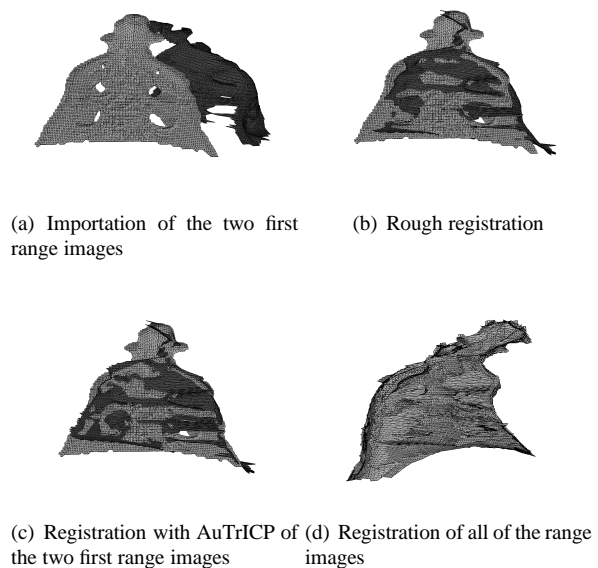 (a) Importation of the two first
range images
(b) Rough registration
(c) Registration with AuTrICP of
the two first range images
(d) Registration of all of the range
images